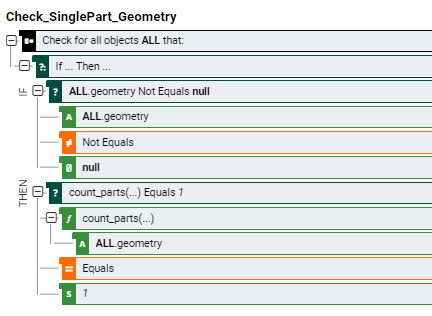 Check_SinglePart_Geometry
Check for all objects ALL that:
? If ... Then ...
IF
? ALL.geometry Not Equals null
A ALL.geometry
≠ Not Equals
Ø null
THEN
? count_parts(...) Equals 1
f count_parts(...)
A ALL.geometry
= Equals
S 1